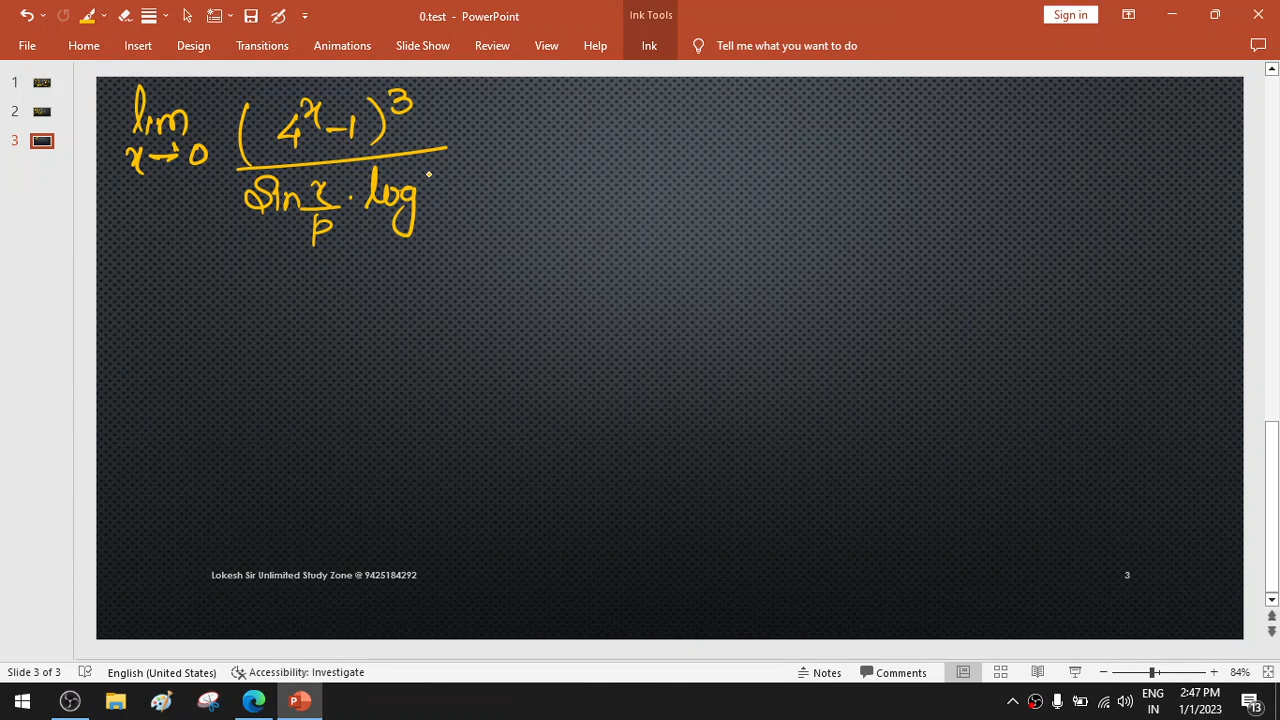 0.test - PowerPoint
Ink Tools
Sign in
File Home Insert Design Transitions Animations Slide Show Review View Help Ink Tell me what you want to do
1
2
3
lim x→0 (4^x-1)^3
sin x/p · log
Lokesh Sir Unlimited Study Zone @ 9425184292 3
Slide 3 of 3 English (United States) Accessibility: Investigate Notes Comments 84%
ENG 2:47 PM
IN 1/1/2023 13